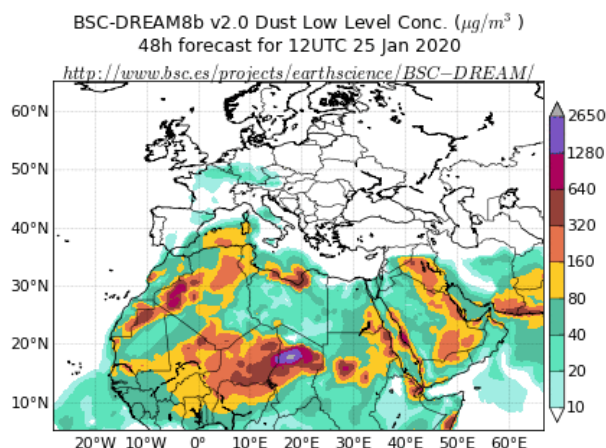 BSC-DREAM8b v2.0 Dust Low Level Conc. (μg/m³ )
48h forecast for 12UTC 25 Jan 2020
http://www.bsc.es/projects/earthscience/BSC−DREAM/
60°N
50°N
40°N
30°N
20°N
10°N
20°W 10°W 0° 10°E 20°E 30°E 40°E 50°E 60°E
2650
1280
640
320
160
80
40
20
10